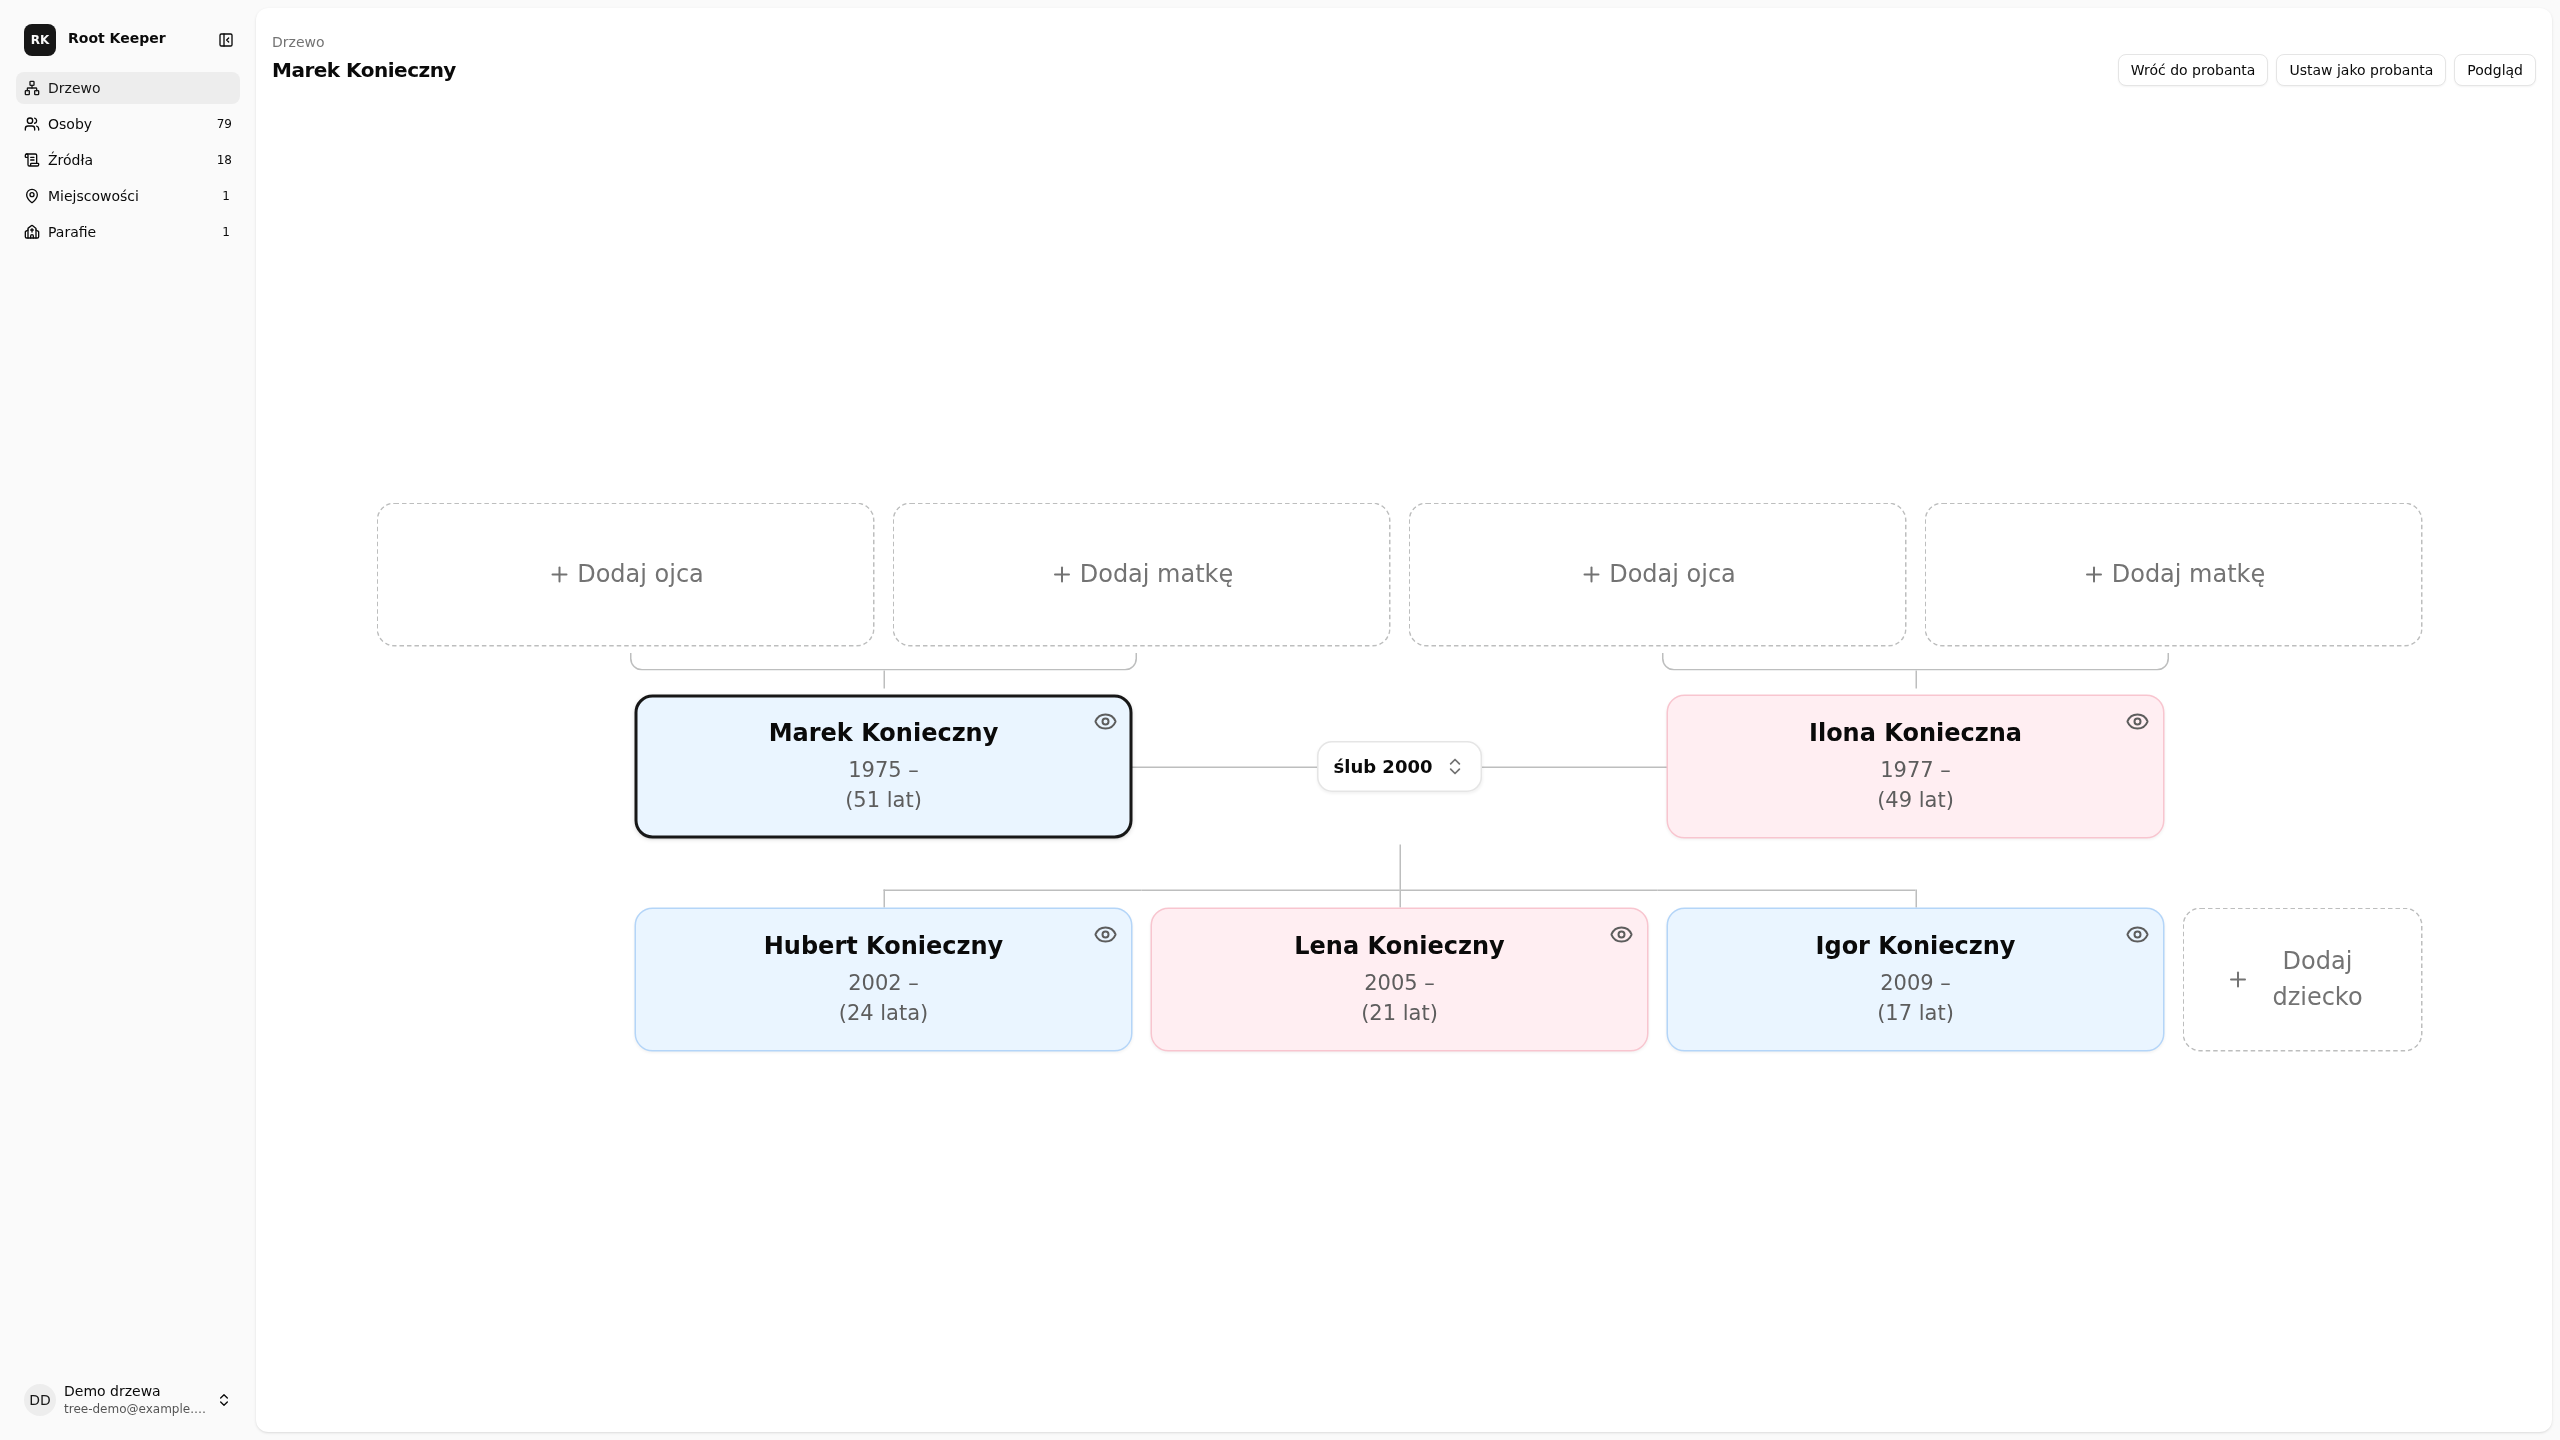 RK
Root Keeper
Drzewo
Osoby 79
Źródła 18
Miejscowości 1
Parafie 1
Drzewo
Marek Konieczny
Wróć do probanta
Ustaw jako probanta
Podgląd
+ Dodaj ojca
+ Dodaj matkę
+ Dodaj ojca
+ Dodaj matkę
Marek Konieczny
1975 –
(51 lat)
ślub 2000
Ilona Konieczna
1977 –
(49 lat)
Hubert Konieczny
2002 –
(24 lata)
Lena Konieczny
2005 –
(21 lat)
Igor Konieczny
2009 –
(17 lat)
+ Dodaj
dziecko
DD
Demo drzewa
tree-demo@example....